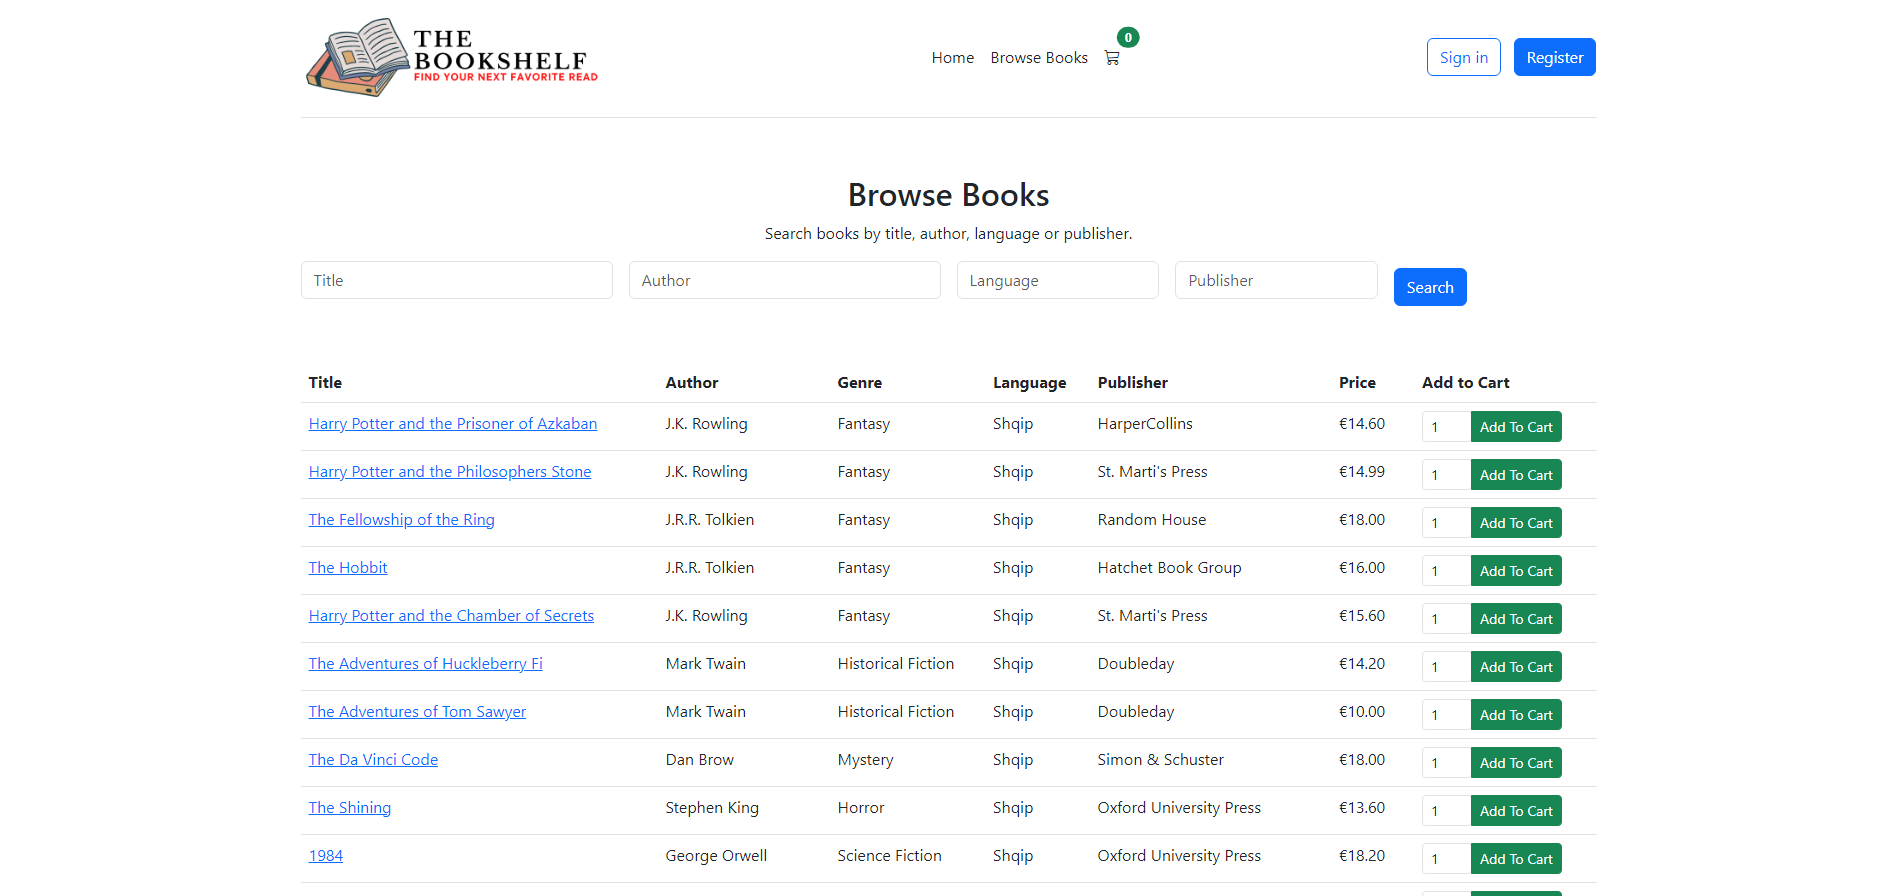 THE
BOOKSHELF
FIND YOUR NEXT FAVORITE READ
Home Browse Books 0
Sign in Register
Browse Books
Search books by title, author, language or publisher.
Title Author Language Publisher Search
Title Author Genre Language Publisher Price Add to Cart
Harry Potter and the Prisoner of Azkaban J.K. Rowling Fantasy Shqip HarperCollins €14.60 1 Add To Cart
Harry Potter and the Philosophers Stone J.K. Rowling Fantasy Shqip St. Marti's Press €14.99 1 Add To Cart
The Fellowship of the Ring J.R.R. Tolkien Fantasy Shqip Random House €18.00 1 Add To Cart
The Hobbit J.R.R. Tolkien Fantasy Shqip Hatchet Book Group €16.00 1 Add To Cart
Harry Potter and the Chamber of Secrets J.K. Rowling Fantasy Shqip St. Marti's Press €15.60 1 Add To Cart
The Adventures of Huckleberry Fi Mark Twain Historical Fiction Shqip Doubleday €14.20 1 Add To Cart
The Adventures of Tom Sawyer Mark Twain Historical Fiction Shqip Doubleday €10.00 1 Add To Cart
The Da Vinci Code Dan Brow Mystery Shqip Simon & Schuster €18.00 1 Add To Cart
The Shining Stephen King Horror Shqip Oxford University Press €13.60 1 Add To Cart
1984 George Orwell Science Fiction Shqip Oxford University Press €18.20 1 Add To Cart